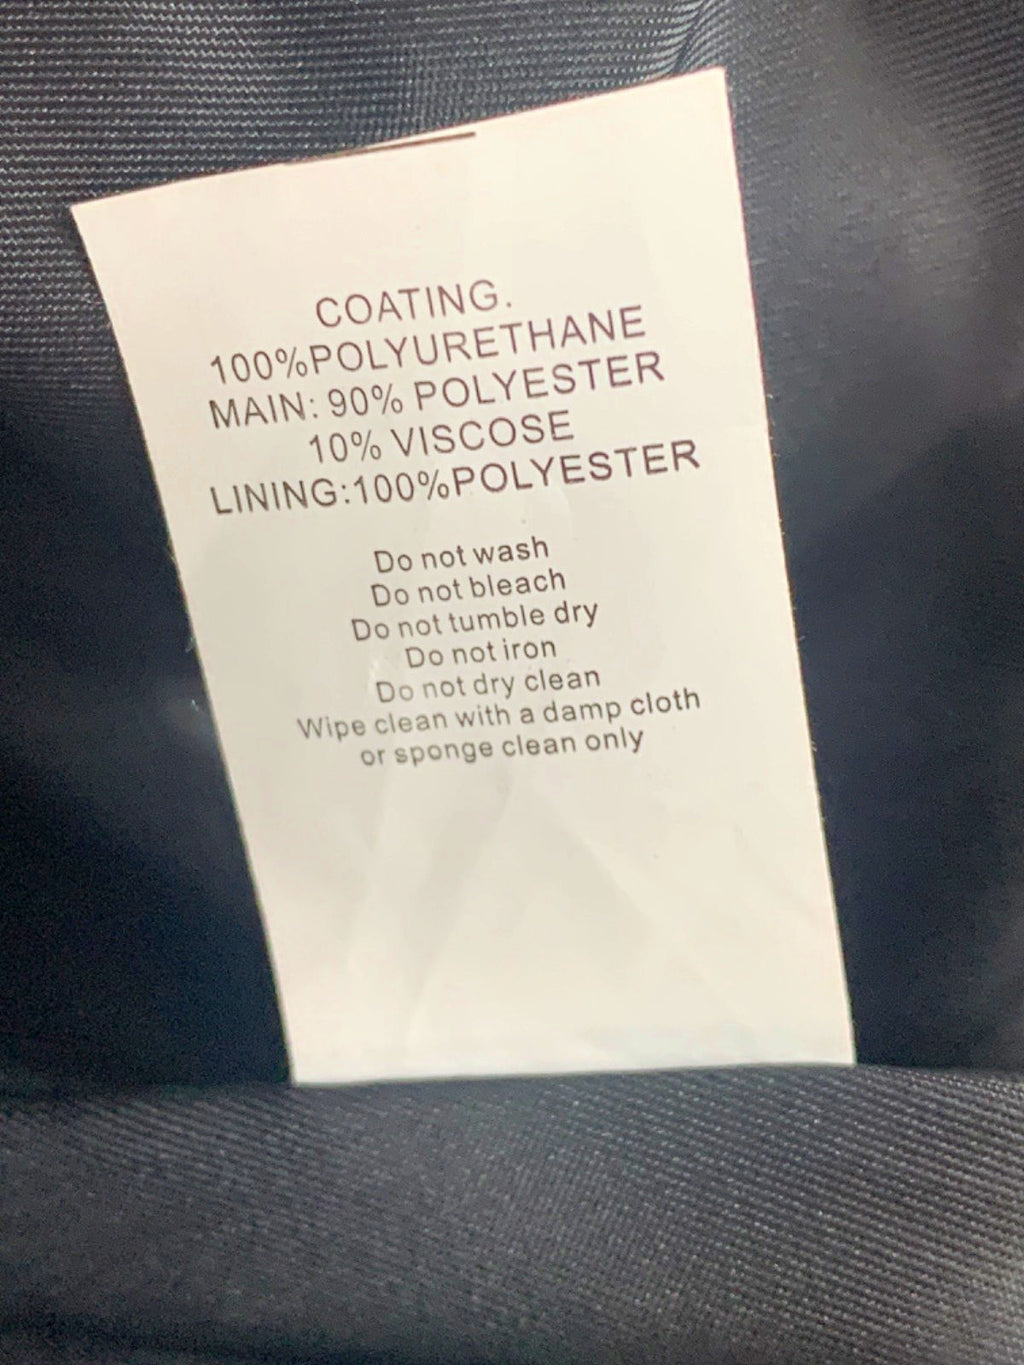 COATING.
100%POLYURETHANE
MAIN: 90% POLYESTER
10% VISCOSE
LINING:100%POLYESTER
Do not wash
Do not bleach
Do not tumble dry
Do not iron
Do not dry clean
Wipe clean with a damp cloth
or sponge clean only